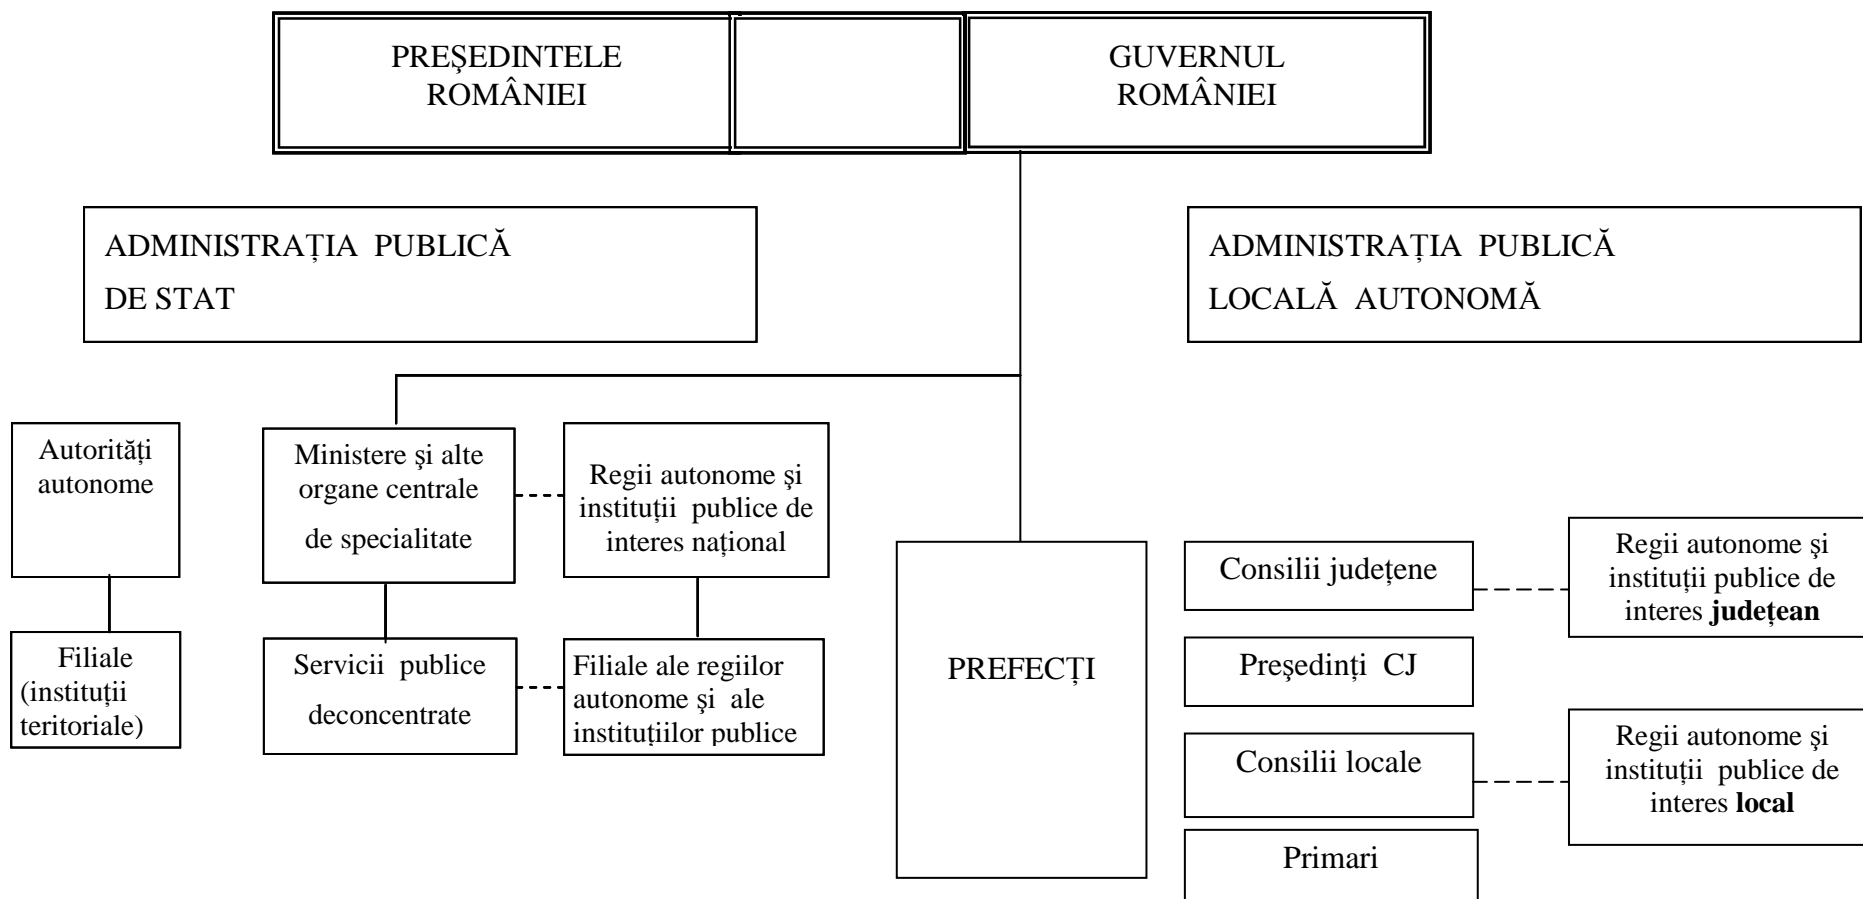 PREŞEDINTELE
ROMÂNIEI
GUVERNUL
ROMÂNIEI
ADMINISTRAȚIA PUBLICĂ
DE STAT
ADMINISTRAȚIA PUBLICĂ
LOCALĂ AUTONOMĂ
Autorități
autonome
Ministere şi alte
organe centrale
de specialitate
Regii autonome şi
instituții publice de
interes național
Filiale
(instituții
teritoriale)
Servicii publice
deconcentrate
Filiale ale regiilor
autonome şi ale
instituțiilor publice
PREFECȚI
Consilii județene
Regii autonome şi
instituții publice de
interes județean
Preşedinți CJ
Consilii locale
Regii autonome şi
instituții publice de
interes local
Primari